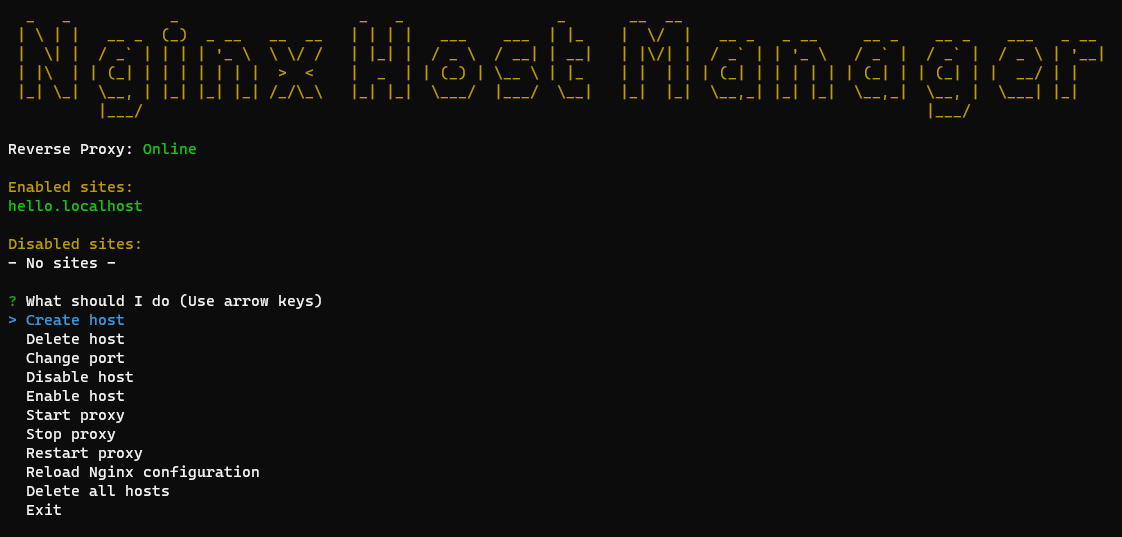 Nginx Host Manager
Reverse Proxy: Online
Enabled sites:
hello.localhost
Disabled sites:
- No sites -
? What should I do (Use arrow keys)
> Create host
Delete host
Change port
Disable host
Enable host
Start proxy
Stop proxy
Restart proxy
Reload Nginx configuration
Delete all hosts
Exit